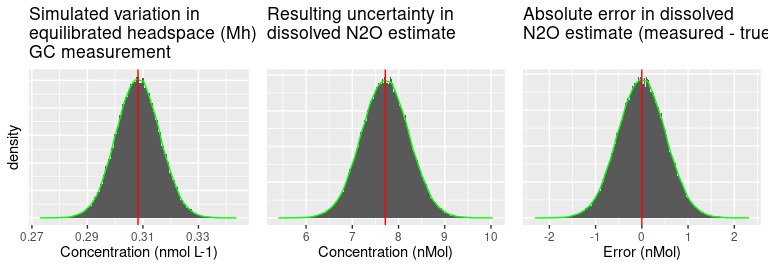 Simulated variation in
equilibrated headspace (Mh)
GC measurement
Resulting uncertainty in
dissolved N2O estimate
Absolute error in dissolved
N2O estimate (measured - true
density
0.27 0.29 0.31 0.33
Concentration (nmol L-1)
6 7 8 9 10
Concentration (nMol)
-2 -1 0 1 2
Error (nMol)